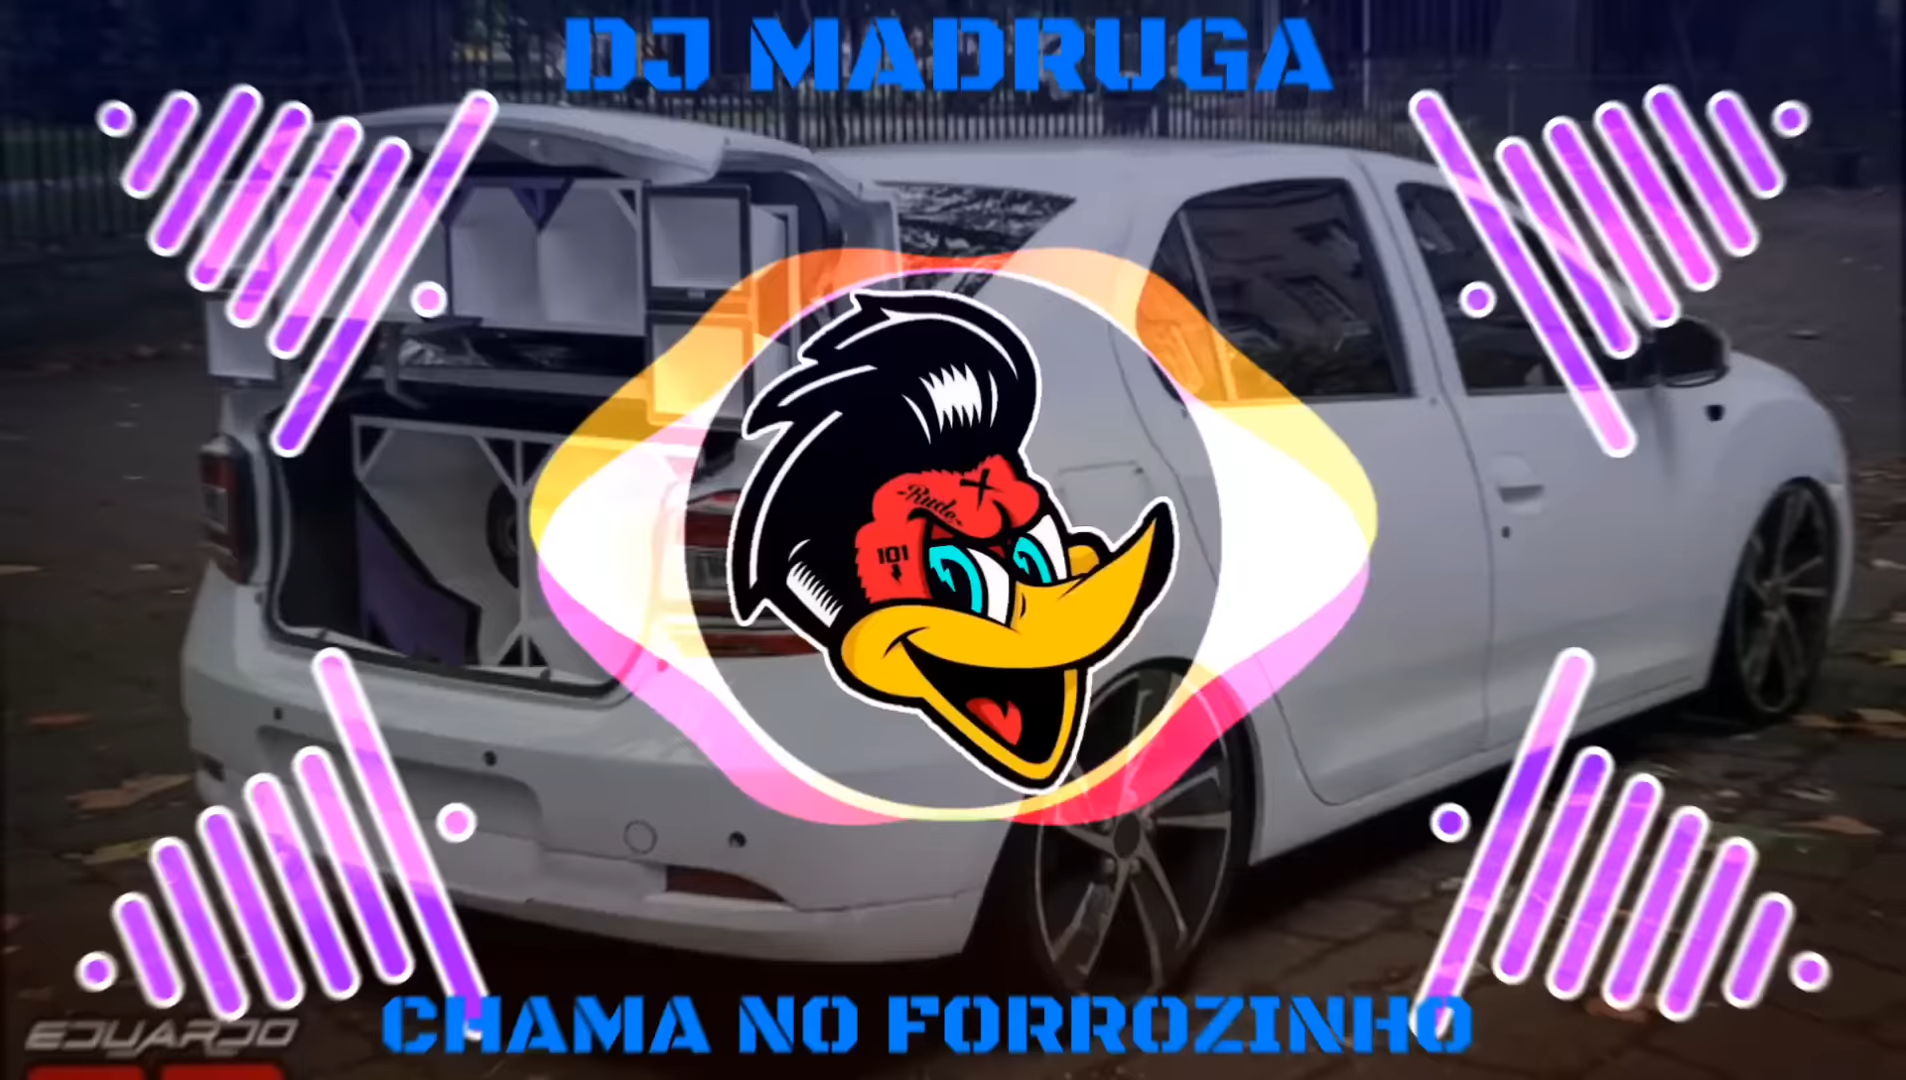 DJ MADRUGA
-Rude-
101
EDUARDO
CHAMA NO FORROZINHO